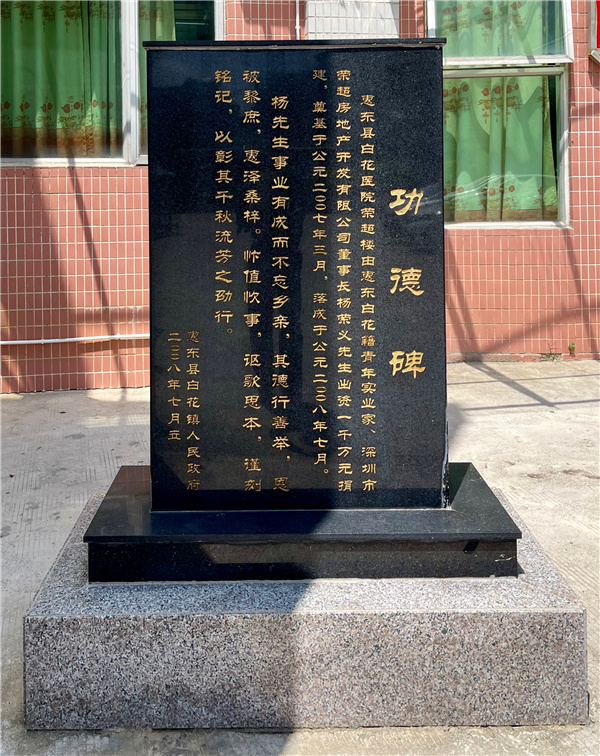 功德碑
惠东县白花医院荣超楼由惠东白花籍青年实业家、深圳市
荣超房地产开发有限公司董事长杨荣义先生出资一千万元捐
建，奠基于公元二〇〇七年三月，落成于公元二〇〇八年七月。
杨先生事业有成而不忘乡亲，其德行善举，恩
被黎庶，惠泽桑梓。忭值忺事，讴歌思本，谨刻
铭记，以彰其千秋流芳之劭行。
惠东县白花镇人民政府
二〇〇八年七月立